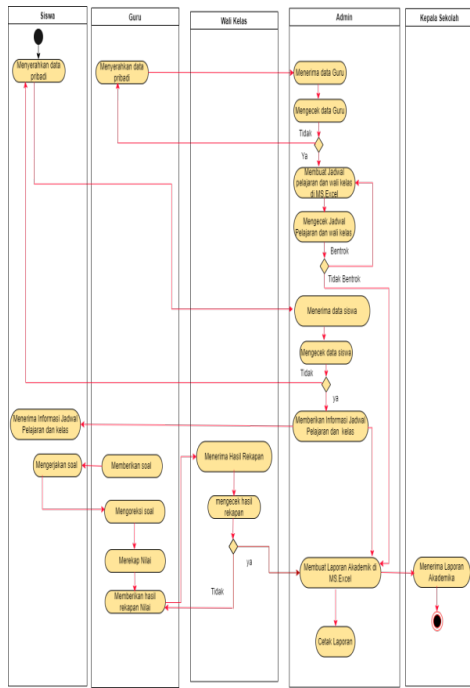 Siswa
Guru
Wali Kelas
Admin
Kepala Sekolah
Menyerahkan data
pribadi
Menyerahkan data
pribadi
Menerima data Guru
Mengecek data Guru
Tidak
Ya
Membuat Jadwal
pelajaran dan wali kelas
di MS.Excel
Mengecek Jadwal
Pelajaran dan wali kelas
Bentrok
Tidak Bentrok
Menerima data siswa
Mengecek data siswa
Tidak
ya
Menerima Informasi Jadwal
Pelajaran dan kelas
Memberikan Informasi Jadwal
Pelajaran dan kelas
Mengerjakan soal
Memberikan soal
Menerima Hasil Rekapan
Mengoreksi soal
mengecek hasil
rekapan
Merekap Nilai
ya
Tidak
Memberikan hasil
rekapan Nilai
Membuat Laporan Akademik di
MS.Excel
Menerima Laporan
Akademika
Cetak Laporan